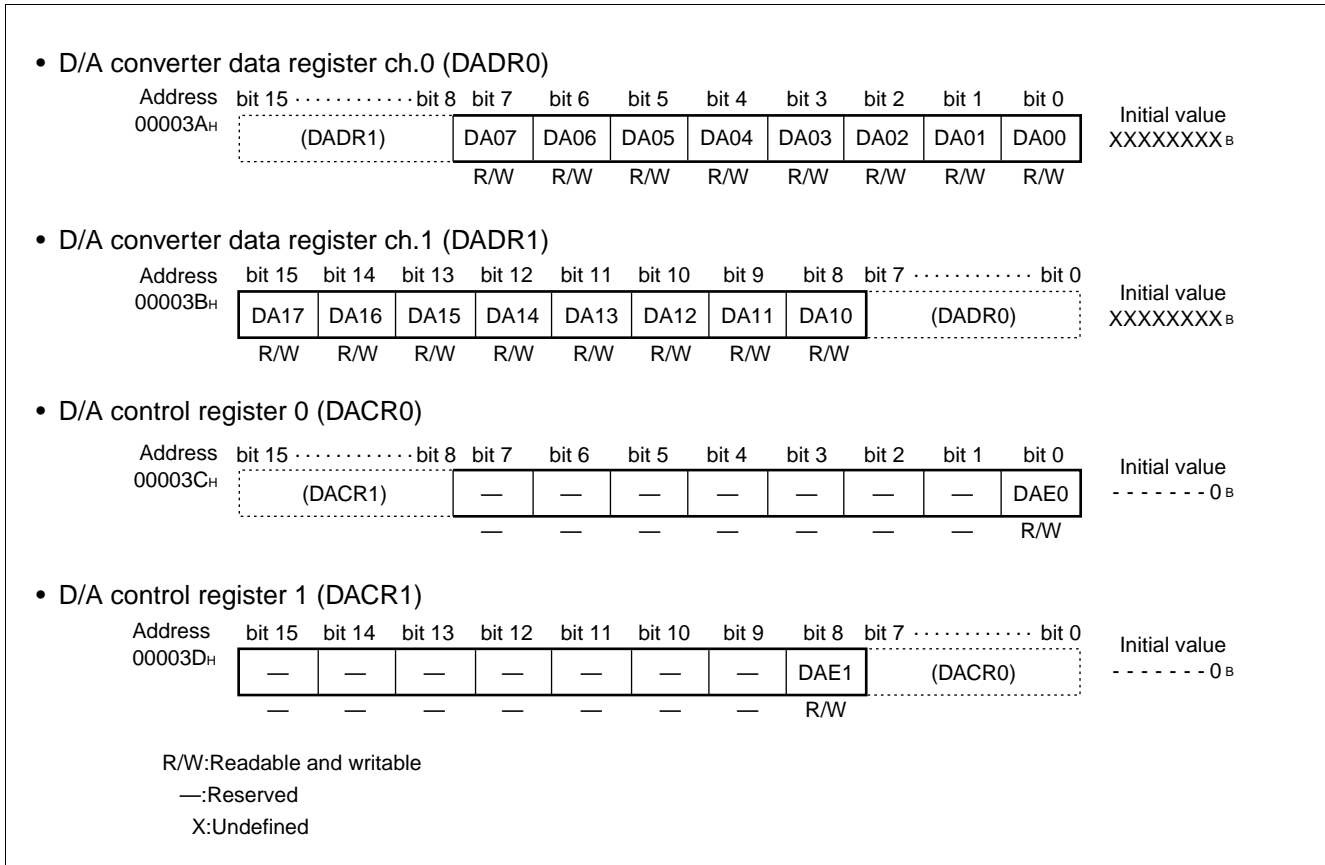 • D/A converter data register ch.0 (DADR0)
Address bit 15 ············bit 8 bit 7 bit 6 bit 5 bit 4 bit 3 bit 2 bit 1 bit 0 Initial value
00003AH (DADR1) DA07 DA06 DA05 DA04 DA03 DA02 DA01 DA00 XXXXXXXX B
R/W R/W R/W R/W R/W R/W R/W R/W
• D/A converter data register ch.1 (DADR1)
Address bit 15 bit 14 bit 13 bit 12 bit 11 bit 10 bit 9 bit 8 bit 7 ············ bit 0 Initial value
00003BH DA17 DA16 DA15 DA14 DA13 DA12 DA11 DA10 (DADR0) XXXXXXXX B
R/W R/W R/W R/W R/W R/W R/W R/W
• D/A control register 0 (DACR0)
Address bit 15 ············bit 8 bit 7 bit 6 bit 5 bit 4 bit 3 bit 2 bit 1 bit 0 Initial value
00003CH (DACR1) — — — — — — — DAE0 - - - - - - - 0 B
— — — — — — — R/W
• D/A control register 1 (DACR1)
Address bit 15 bit 14 bit 13 bit 12 bit 11 bit 10 bit 9 bit 8 bit 7 ············ bit 0 Initial value
00003DH — — — — — — — DAE1 (DACR0) - - - - - - - 0 B
— — — — — — — R/W
R/W:Readable and writable
—:Reserved
X:Undefined